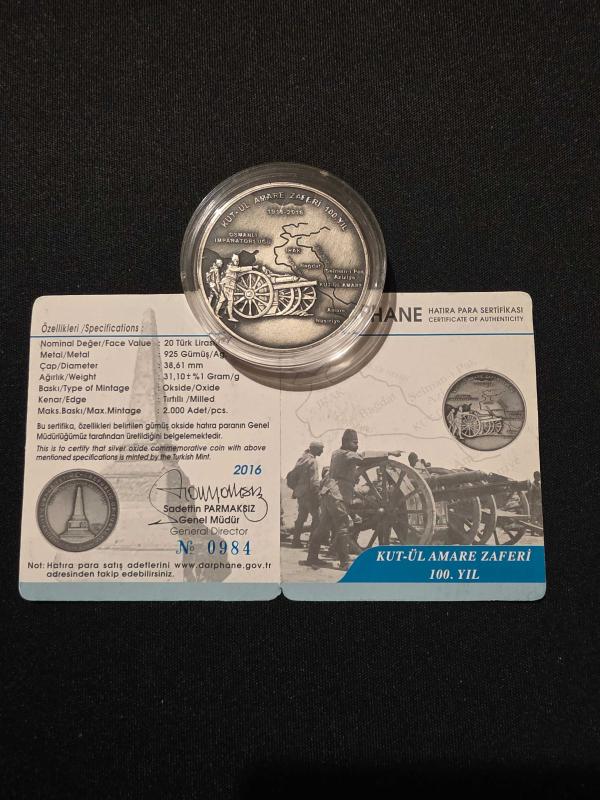 KUT-ÜL AMARE ZAFERİ 100.YIL
1916-2016
OSMANLI
İMPARATORLUĞU
IRAK
Bağdat
Selman-ı Pak
Aziziye
KUT-ÜL AMARE
Nasıriye
PHANE HATIRA PARA SERTİFİKASI
CERTIFICATE OF AUTHENTICITY
Özellikleri /Specifications :
Nominal Değer/Face Value : 20 Türk Lirası
Metal/Metal : 925 Gümüş/Ag
Çap/Diameter : 38,61 mm
Ağırlık/Weight : 31,10 ± %1 Gram/g
Baskı/Type of Mintage : Okside/Oxide
Kenar/Edge : Tırtıllı /Milled
Maks.Baskı/Max.Mintage : 2.000 Adet/pcs.
Bu sertifika, özellikleri belirtilen gümüş okside hatıra paranın Genel
Müdürlüğümüz tarafından üretildiğini belgelemektedir.
This is to certify that silver oxide commemorative coin with above
mentioned specifications is minted by the Turkish Mint.
2016
Sadettin PARMAKSIZ
Genel Müdür
General Director
№ 0984
Not: Hatıra para satış adetlerini www.darphane.gov.tr
adresinden takip edebilirsiniz.
KUT-ÜL AMARE ZAFERİ
100. YIL